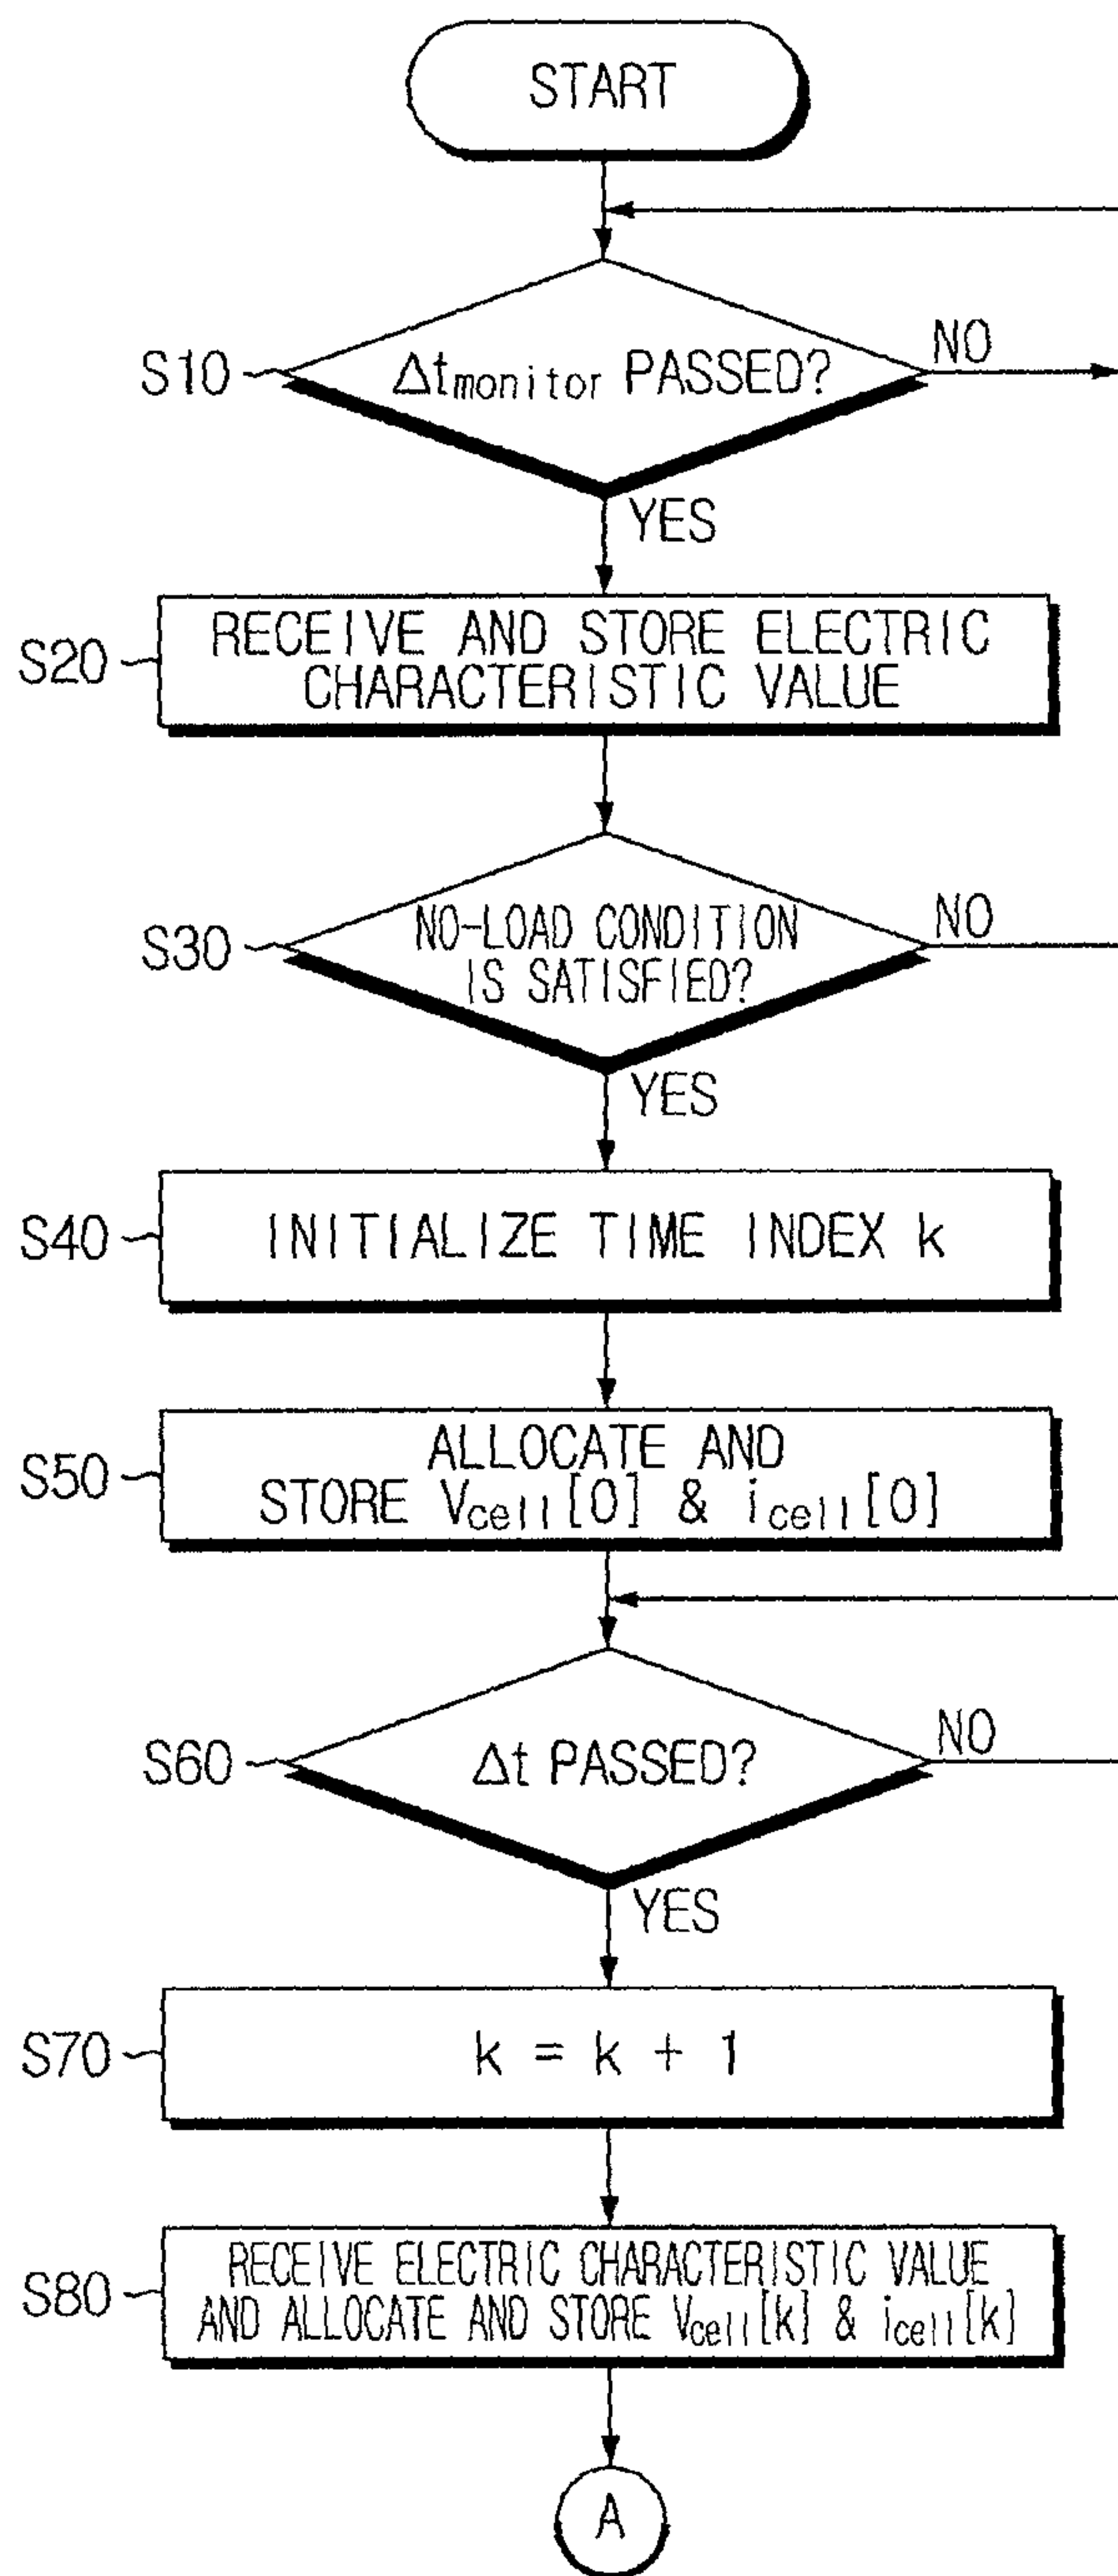 START
S10
Δtmonitor PASSED?
NO
YES
S20
RECEIVE AND STORE ELECTRIC
CHARACTERISTIC VALUE
S30
NO-LOAD CONDITION
IS SATISFIED?
NO
YES
S40
INITIALIZE TIME INDEX k
S50
ALLOCATE AND
STORE Vcell[0] & icell[0]
S60
Δt PASSED?
NO
YES
S70
k = k + 1
S80
RECEIVE ELECTRIC CHARACTERISTIC VALUE
AND ALLOCATE AND STORE Vcell[k] & icell[k]
A